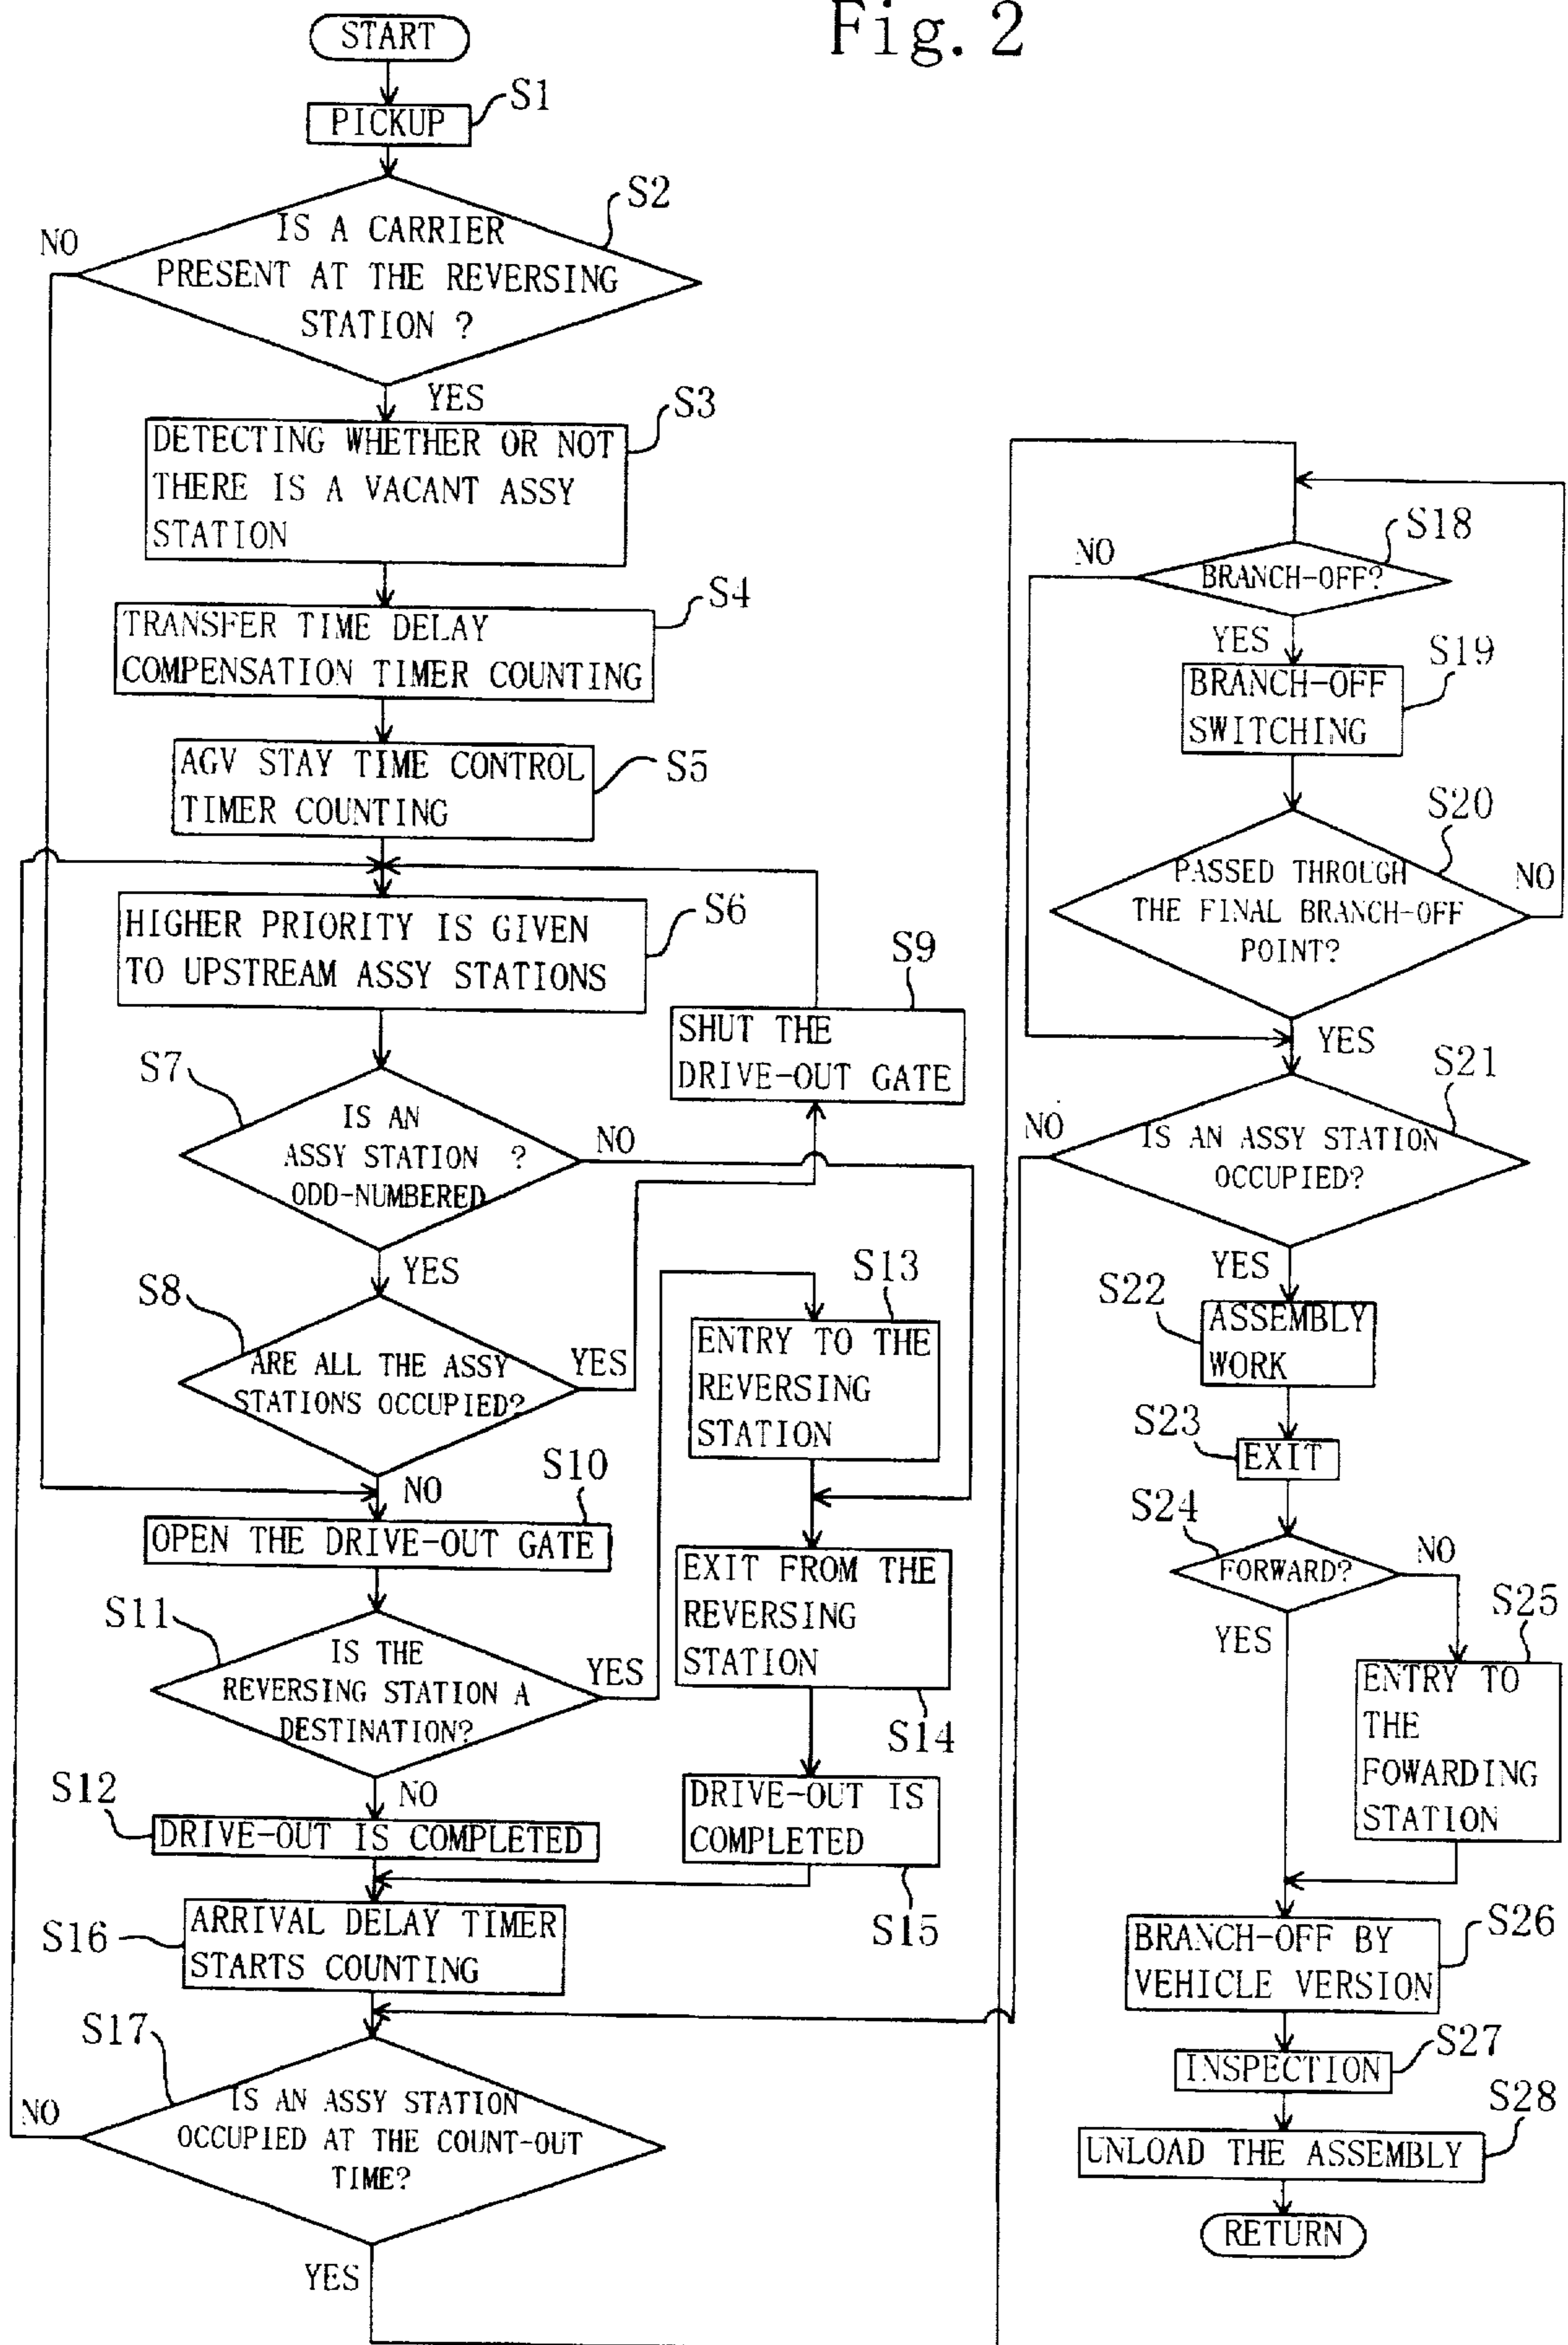 Fig. 2
START
PICKUP
S1
IS A CARRIER
PRESENT AT THE REVERSING
STATION ?
S2
NO
YES
DETECTING WHETHER OR NOT
THERE IS A VACANT ASSY
STATION
S3
TRANSFER TIME DELAY
COMPENSATION TIMER COUNTING
S4
AGV STAY TIME CONTROL
TIMER COUNTING
S5
HIGHER PRIORITY IS GIVEN
TO UPSTREAM ASSY STATIONS
S6
S7
IS AN
ASSY STATION ?
ODD-NUMBERED
NO
YES
S8
ARE ALL THE ASSY
STATIONS OCCUPIED?
YES
NO
S9
SHUT THE
DRIVE-OUT GATE
S10
OPEN THE DRIVE-OUT GATE
S11
IS THE
REVERSING STATION A
DESTINATION?
YES
NO
S12
DRIVE-OUT IS COMPLETED
S13
ENTRY TO THE
REVERSING
STATION
EXIT FROM THE
REVERSING
STATION
S14
DRIVE-OUT IS
COMPLETED
S15
S16
ARRIVAL DELAY TIMER
STARTS COUNTING
S17
IS AN ASSY STATION
OCCUPIED AT THE COUNT-OUT
TIME?
NO
YES
S18
BRANCH-OFF?
NO
YES
S19
BRANCH-OFF
SWITCHING
S20
PASSED THROUGH
THE FINAL BRANCH-OFF
POINT?
NO
YES
S21
IS AN ASSY STATION
OCCUPIED?
NO
YES
S22
ASSEMBLY
WORK
S23
EXIT
S24
FORWARD?
NO
YES
S25
ENTRY TO
THE
FOWARDING
STATION
BRANCH-OFF BY
VEHICLE VERSION
S26
INSPECTION
S27
UNLOAD THE ASSEMBLY
S28
RETURN